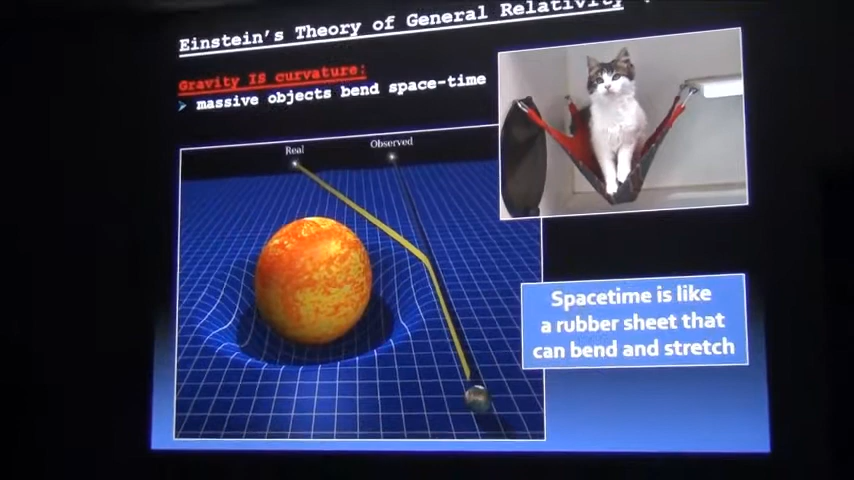 Einstein's Theory of General Relativity
Gravity IS curvature:
massive objects bend space-time
Real
Observed
Spacetime is like
a rubber sheet that
can bend and stretch